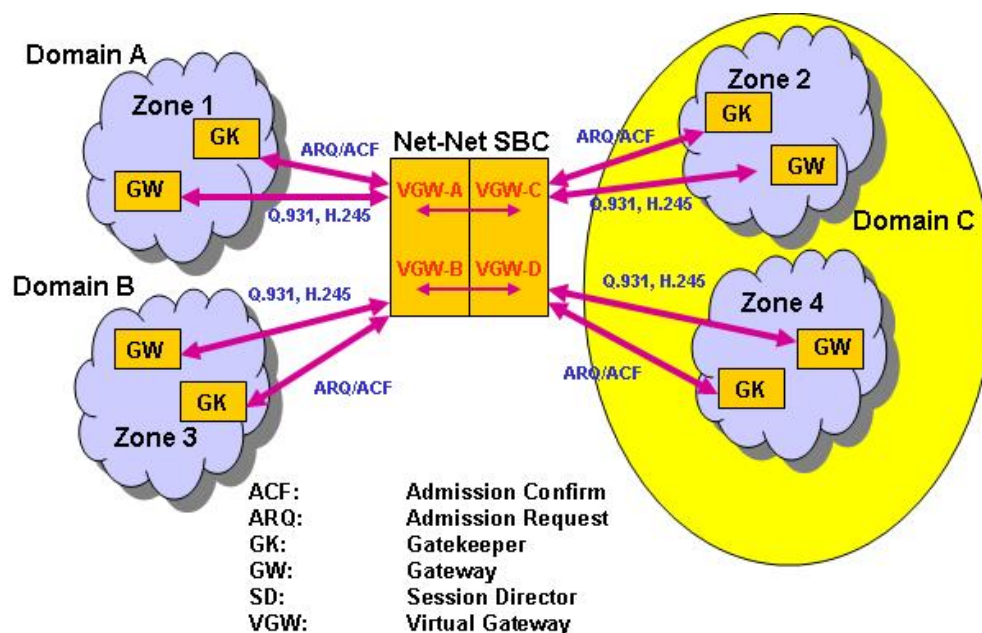 Domain A
Zone 1
GK
GW
ARQ/ACF
Q.931, H.245
Net-Net SBC
VGW-A
VGW-C
VGW-B
VGW-D
ARQ/ACF
Q.931, H.245
Zone 2
GK
GW
Domain C
Domain B
GW
GK
Zone 3
Q.931, H.245
ARQ/ACF
Q.931, H.245
ARQ/ACF
Zone 4
GW
GK
ACF: Admission Confirm
ARQ: Admission Request
GK: Gatekeeper
GW: Gateway
SD: Session Director
VGW: Virtual Gateway